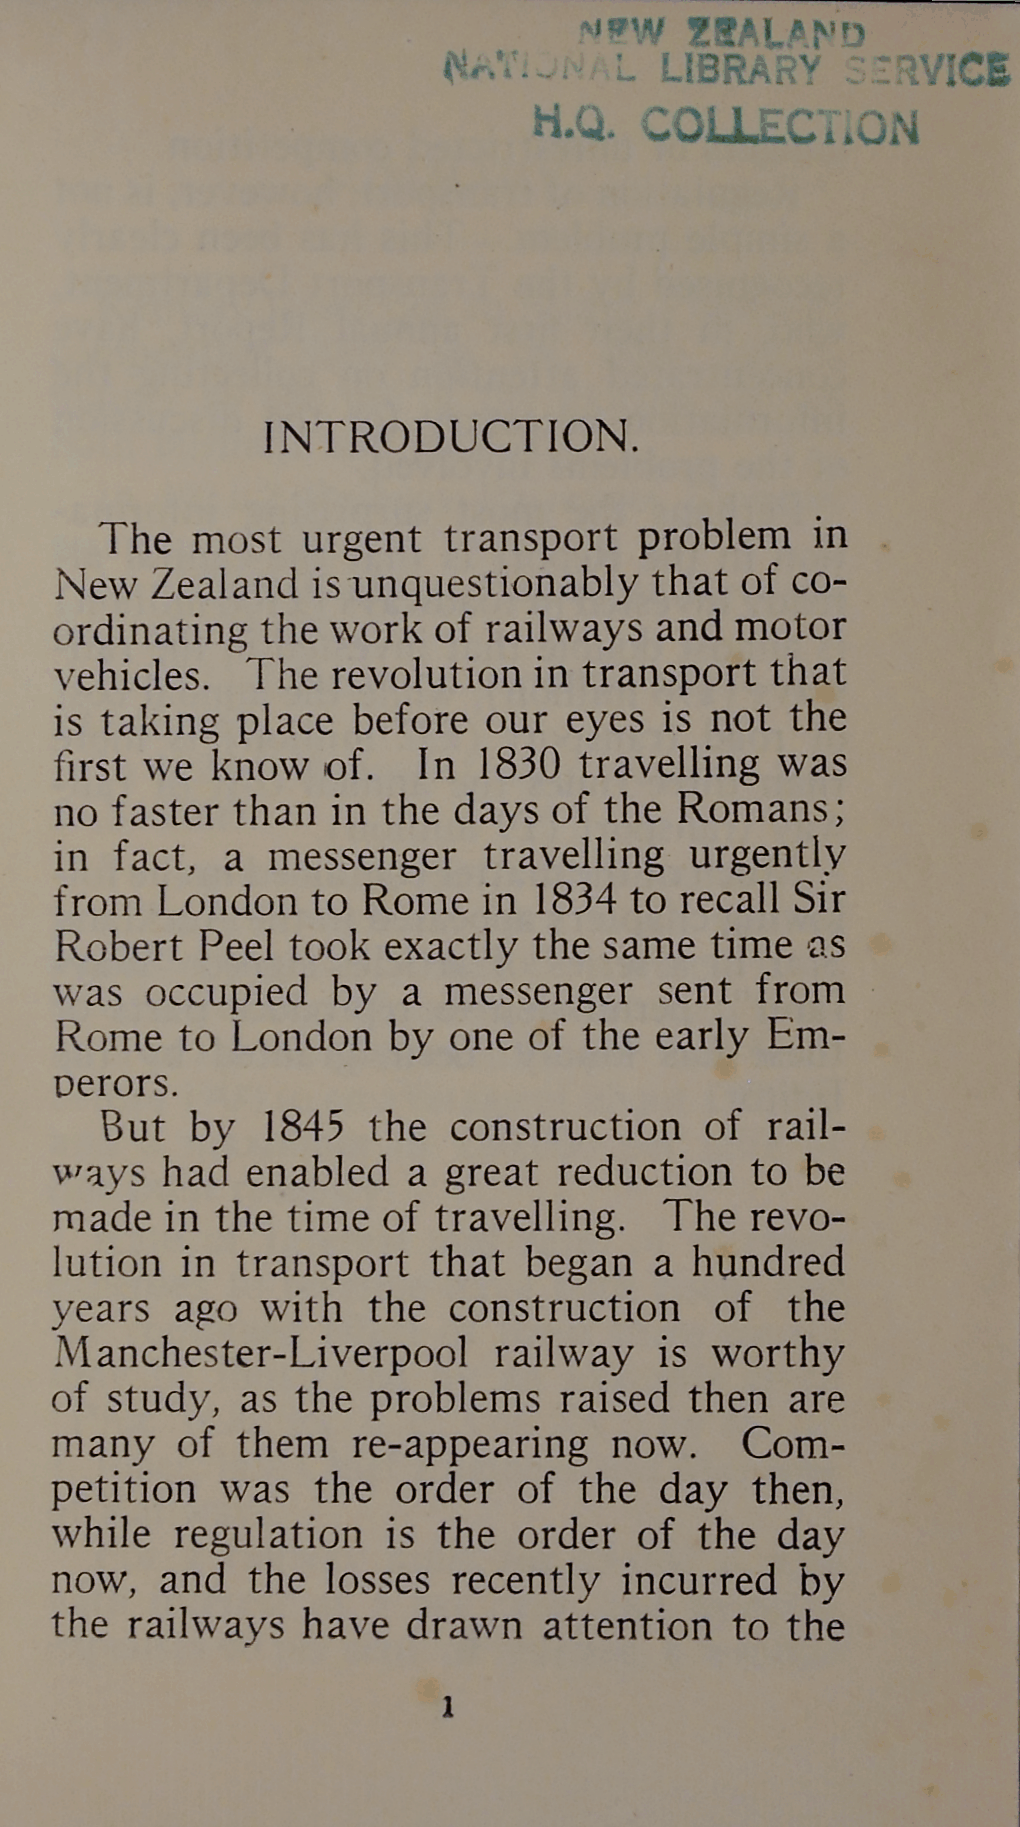 NEW ZEALAND
NATIONAL LIBRARY SERVICE
H.Q. COLLECTION
INTRODUCTION.
The most urgent transport problem in
New Zealand is unquestionably that of co-
ordinating the work of railways and motor
vehicles. The revolution in transport that
is taking place before our eyes is not the
first we know of. In 1830 travelling was
no faster than in the days of the Romans;
in fact, a messenger travelling urgently
from London to Rome in 1834 to recall Sir
Robert Peel took exactly the same time as
was occupied by a messenger sent from
Rome to London by one of the early Em-
perors.
But by 1845 the construction of rail-
ways had enabled a great reduction to be
made in the time of travelling. The revo-
lution in transport that began a hundred
years ago with the construction of the
Manchester-Liverpool railway is worthy
of study, as the problems raised then are
many of them re-appearing now. Com-
petition was the order of the day then,
while regulation is the order of the day
now, and the losses recently incurred by
the railways have drawn attention to the
1